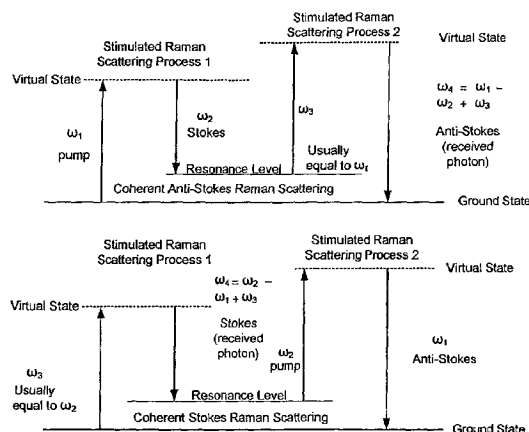 Stimulated Raman
Scattering Process 1
Stimulated Raman
Scattering Process 2
Virtual State
Virtual State
ω1
pump
ω2
Stokes
ω3
ω4 = ω1 −
ω2 + ω3
Anti-Stokes
(received
photon)
Usually
equal to ω1
Resonance Level
Coherent Anti-Stokes Raman Scattering
Ground State
Stimulated Raman
Scattering Process 1
Stimulated Raman
Scattering Process 2
Virtual State
Virtual State
ω4 = ω2 −
ω1 + ω3
Stokes
(received
photon)
ω2
pump
ω1
Anti-Stokes
ω3
Usually
equal to ω2
Resonance Level
Coherent Stokes Raman Scattering
Ground State